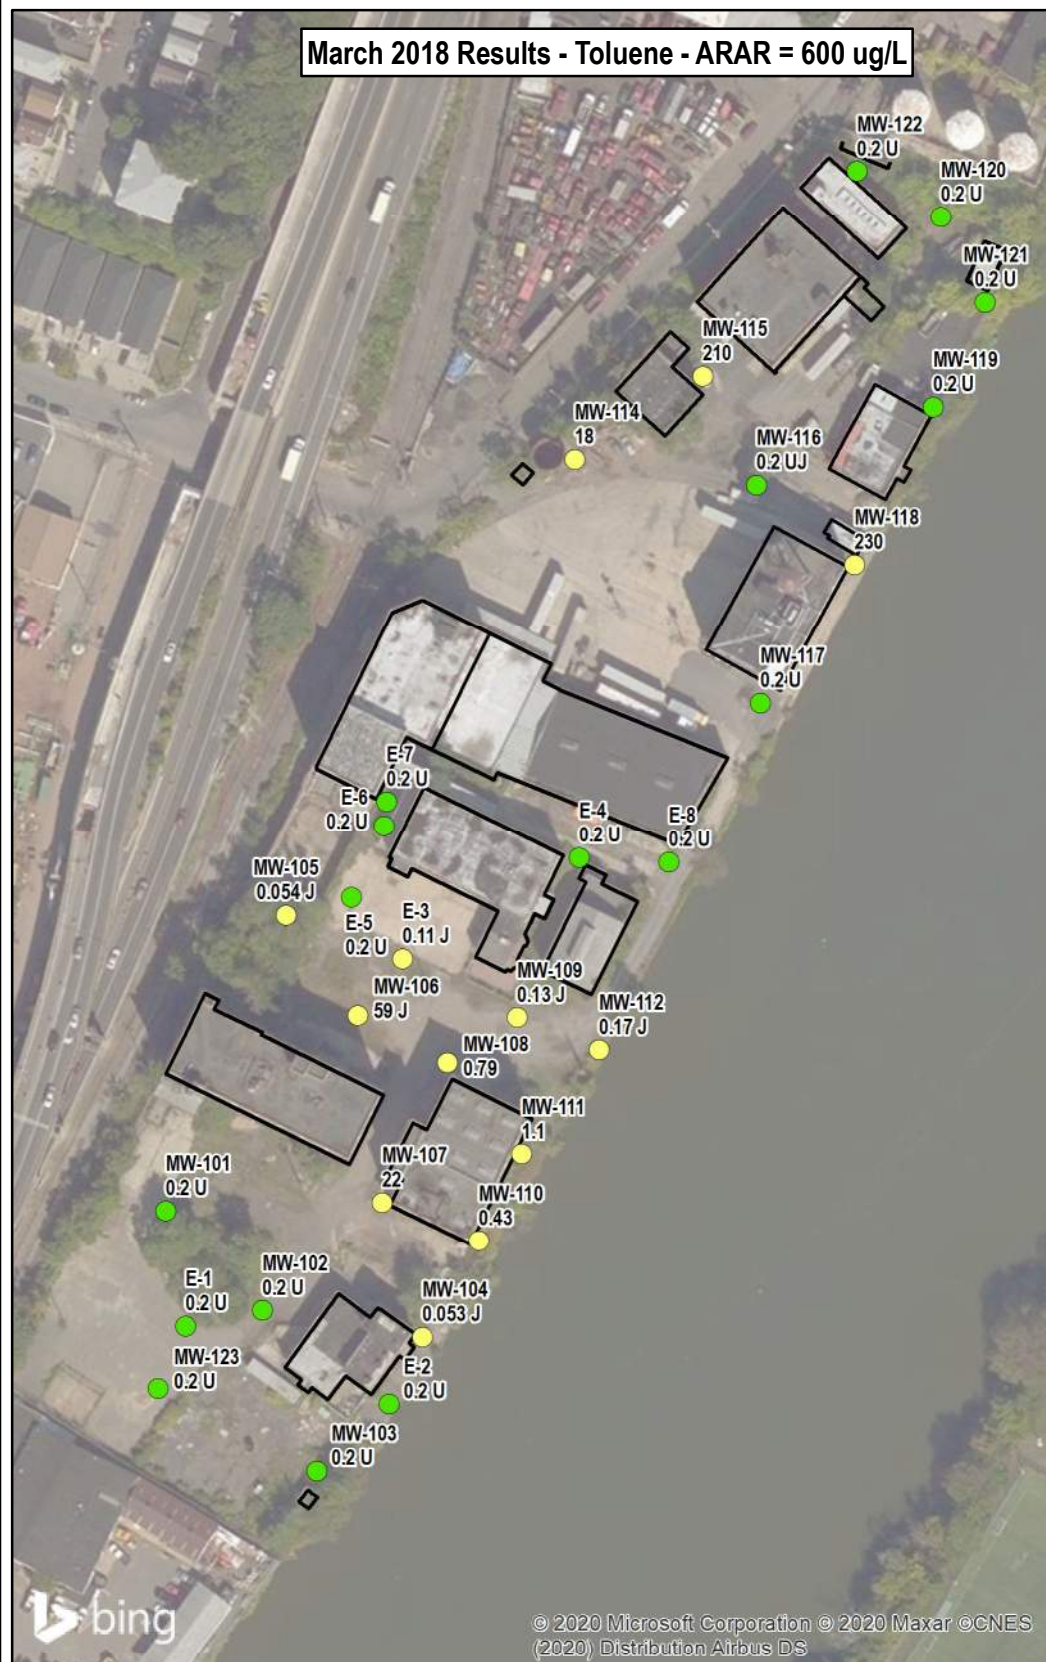 March 2018 Results - Toluene - ARAR = 600 ug/L
MW-122
0.2 U
MW-120
0.2 U
MW-121
0.2 U
MW-115
210
MW-119
0.2 U
MW-114
18
MW-116
0.2 UJ
MW-118
230
MW-117
0.2 U
E-7
0.2 U
E-6
0.2 U
E-4
0.2 U
E-8
0.2 U
MW-105
0.054 J
E-5
0.2 U
E-3
0.11 J
MW-109
0.13 J
MW-106
59 J
MW-112
0.17 J
MW-108
0.79
MW-111
1.1
MW-107
22
MW-101
0.2 U
MW-110
0.43
MW-102
0.2 U
E-1
0.2 U
MW-104
0.053 J
MW-123
0.2 U
E-2
0.2 U
MW-103
0.2 U
bing
© 2020 Microsoft Corporation © 2020 Maxar ©CNES
(2020) Distribution Airbus DS